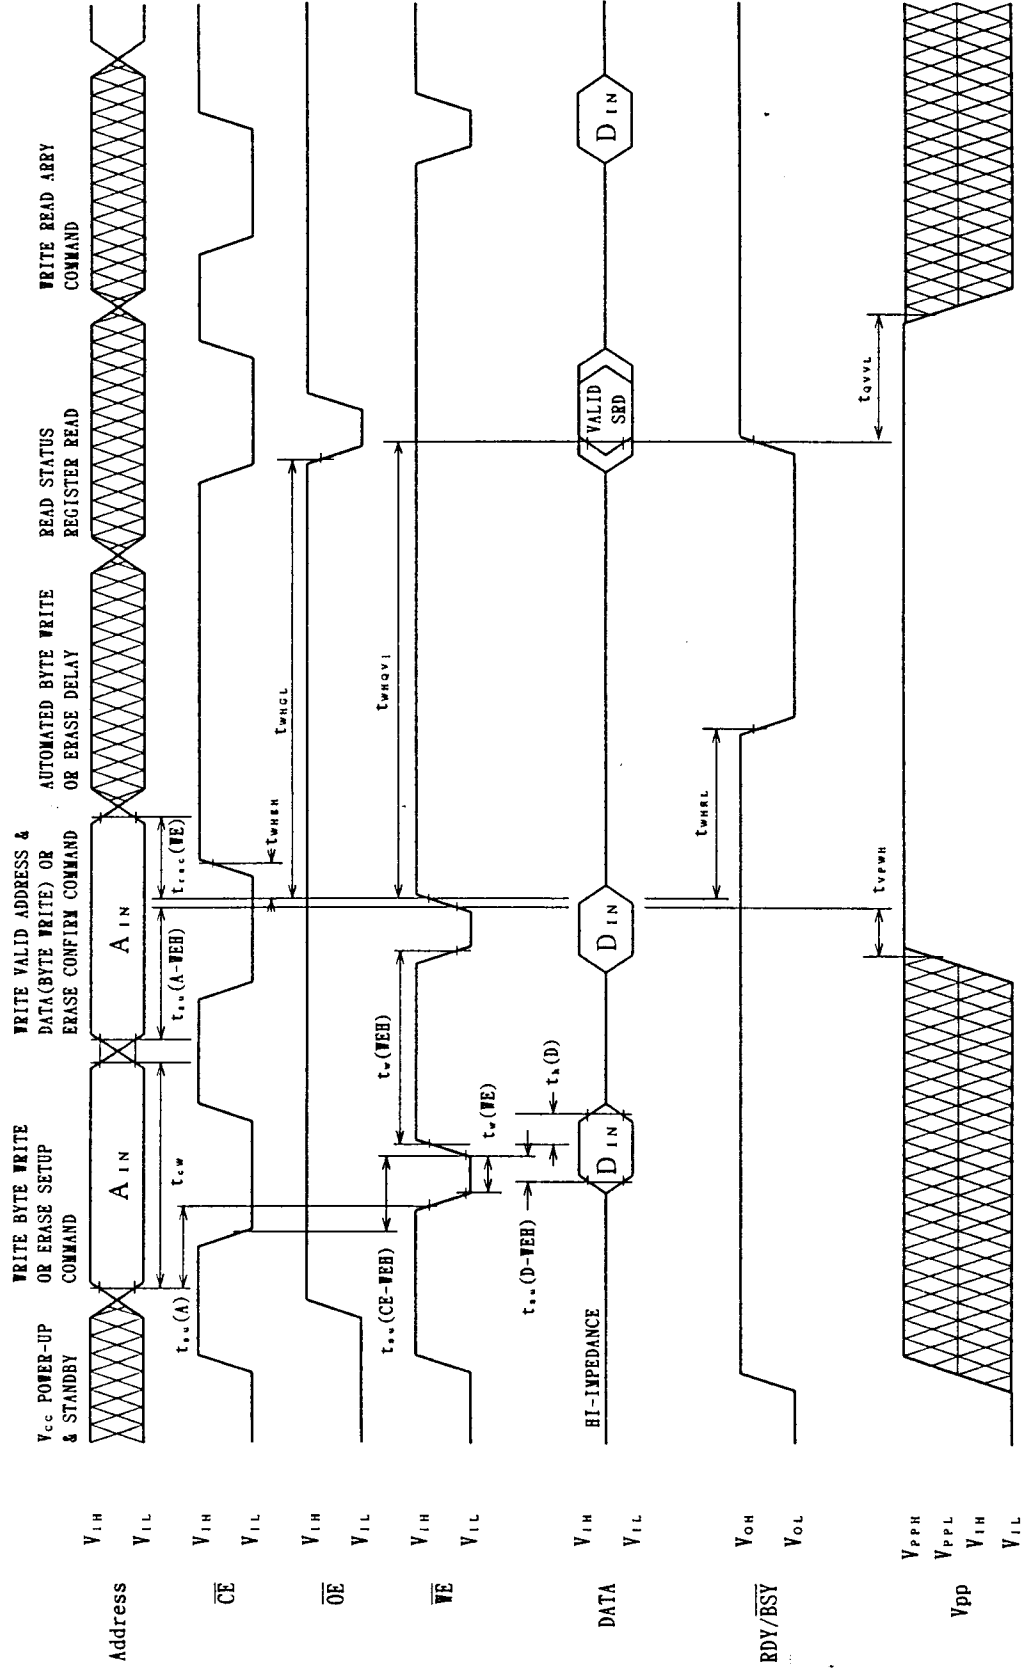 Vcc POWER-UP
& STANDBY
WRITE BYTE WRITE
OR ERASE SETUP
COMMAND
WRITE VALID ADDRESS &
DATA(BYTE WRITE) OR
ERASE CONFIRM COMMAND
AUTOMATED BYTE WRITE
OR ERASE DELAY
READ STATUS
REGISTER READ
WRITE READ ARRY
COMMAND
Address
VIH
VIL
AIN
AIN
tcw
tsu(A)
tsu(A-WEH)
trec(WE)
CE
VIH
VIL
tWHEH
OE
VIH
VIL
tWHGL
WE
VIH
VIL
tsu(CE-WEH)
tw(WEH)
tw(WE)
tWHQV1
DATA
VIH
VIL
HI-IMPEDANCE
tsu(D-WEH)
th(D)
DIN
DIN
VALID
SRD
DIN
RDY/BSY
VOH
VOL
tWHRL
Vpp
VPPH
VPPL
VIH
VIL
tVPWH
tQVVL